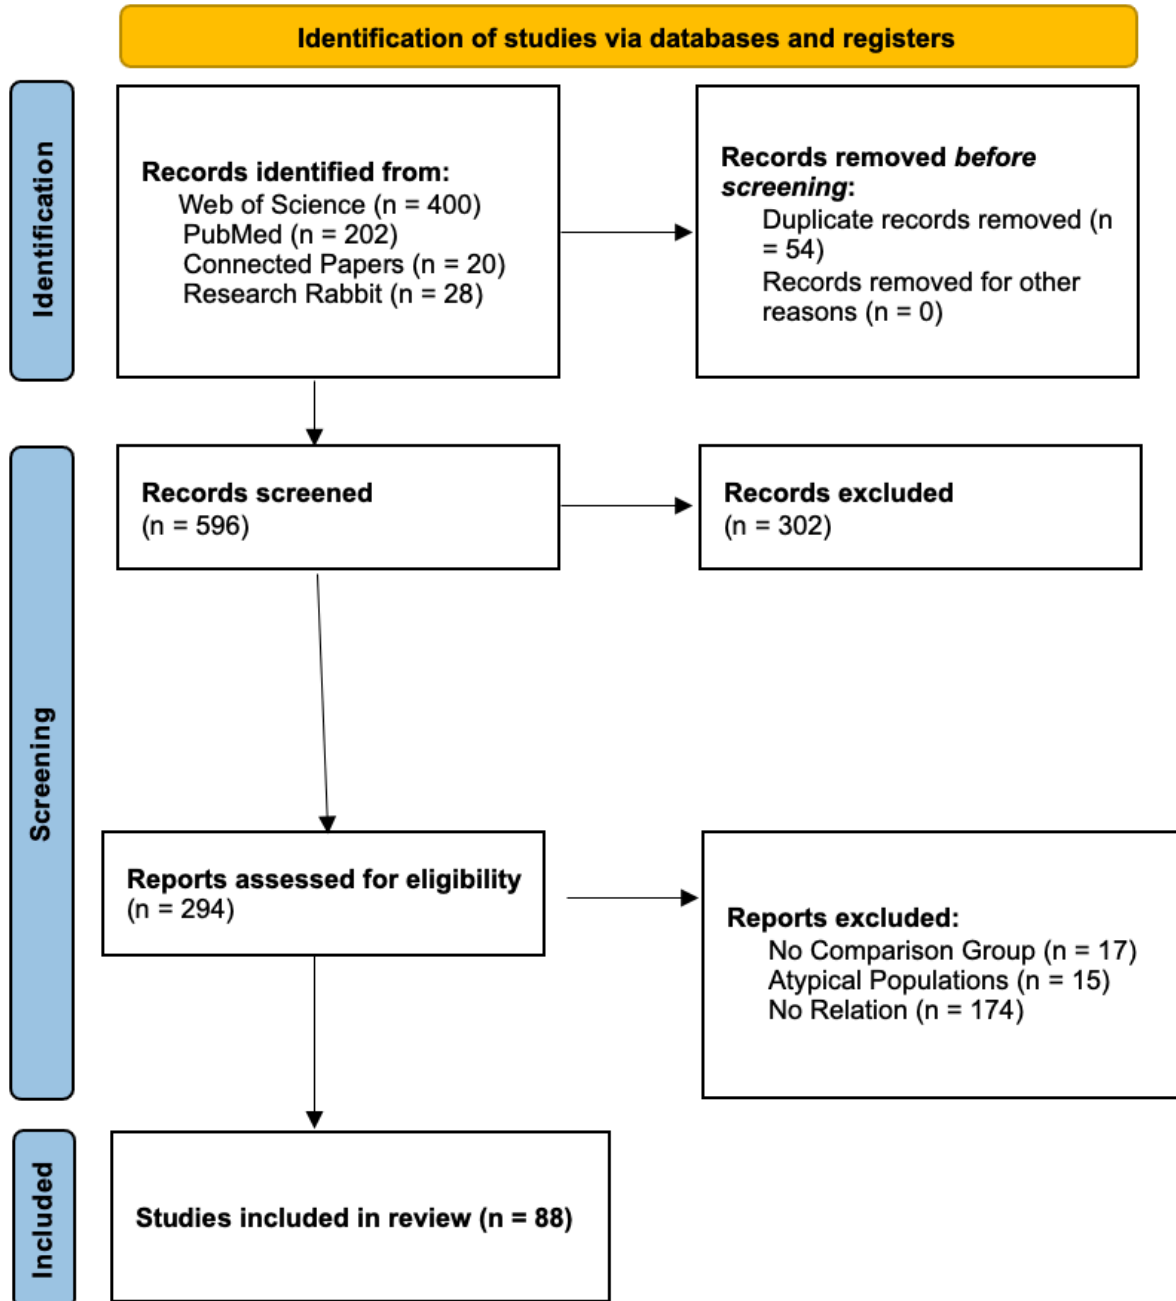 Identification of studies via databases and registers
Identification
Records identified from:
Web of Science (n = 400)
PubMed (n = 202)
Connected Papers (n = 20)
Research Rabbit (n = 28)
Records removed before
screening:
Duplicate records removed (n
= 54)
Records removed for other
reasons (n = 0)
Screening
Records screened
(n = 596)
Records excluded
(n = 302)
Reports assessed for eligibility
(n = 294)
Reports excluded:
No Comparison Group (n = 17)
Atypical Populations (n = 15)
No Relation (n = 174)
Included
Studies included in review (n = 88)